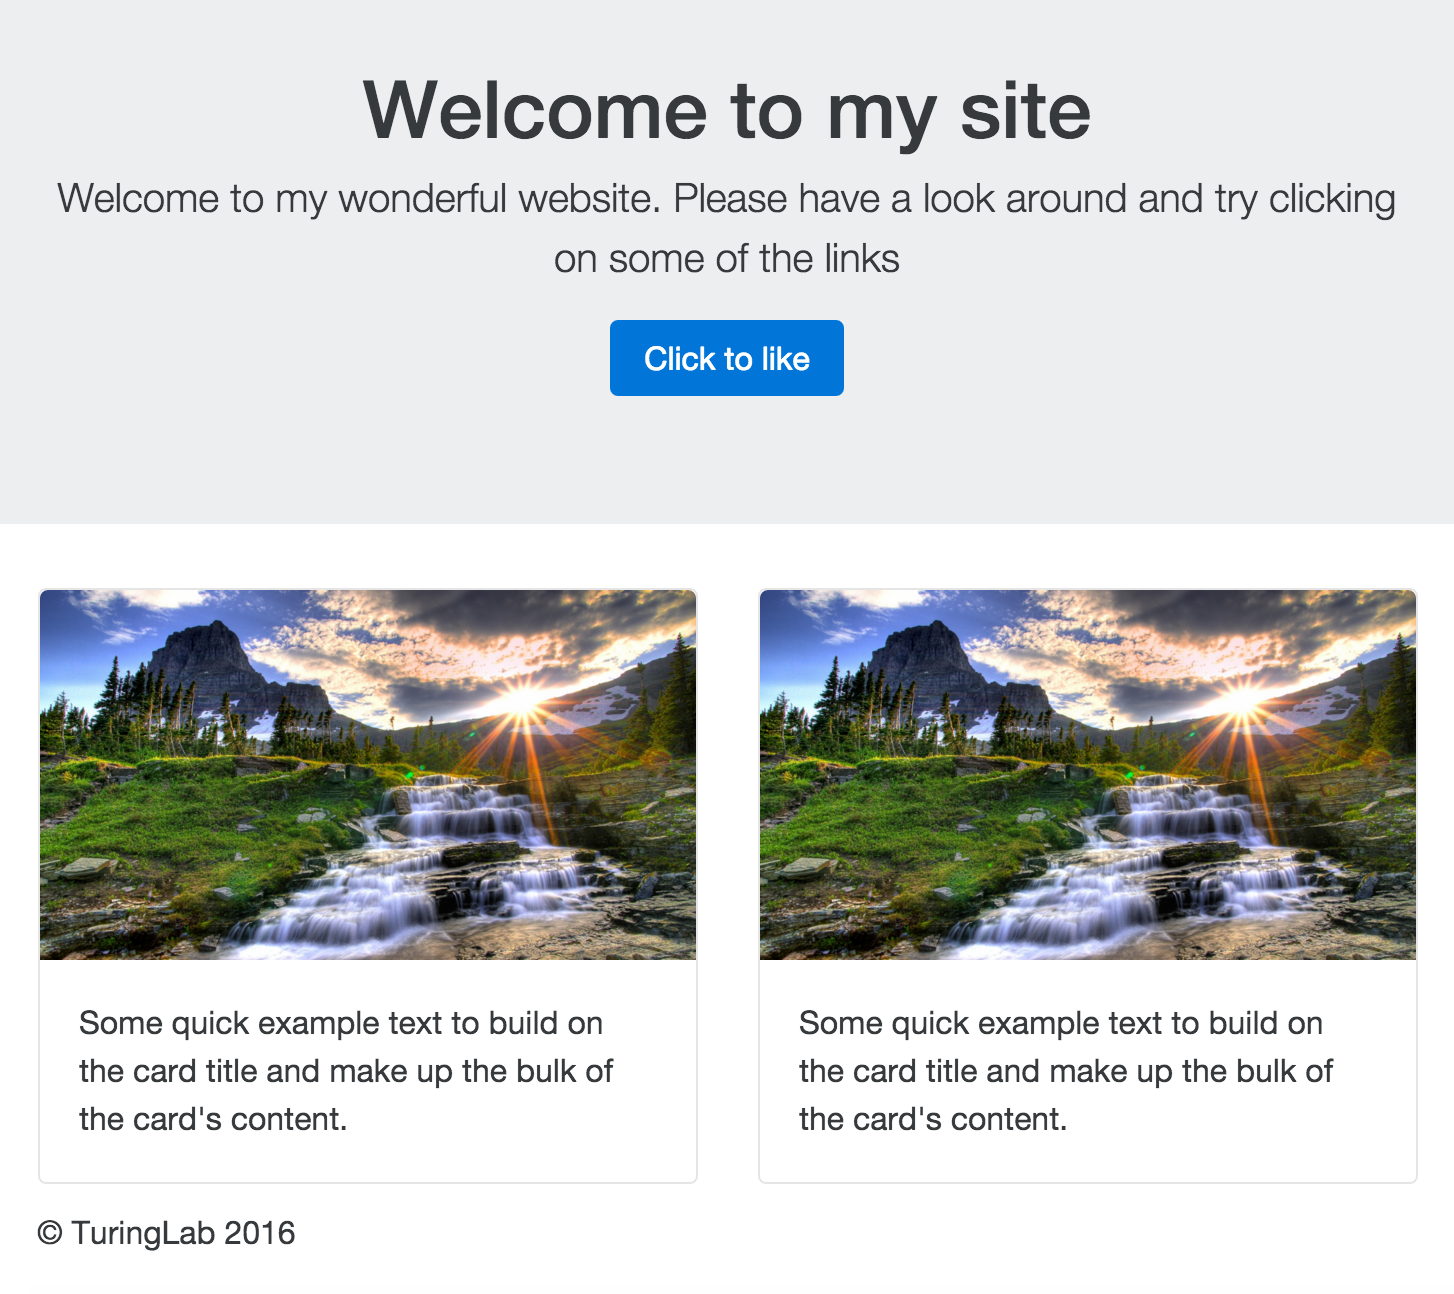 Welcome to my site
Welcome to my wonderful website. Please have a look around and try clicking
on some of the links
Click to like
Some quick example text to build on
the card title and make up the bulk of
the card's content.
Some quick example text to build on
the card title and make up the bulk of
the card's content.
© TuringLab 2016